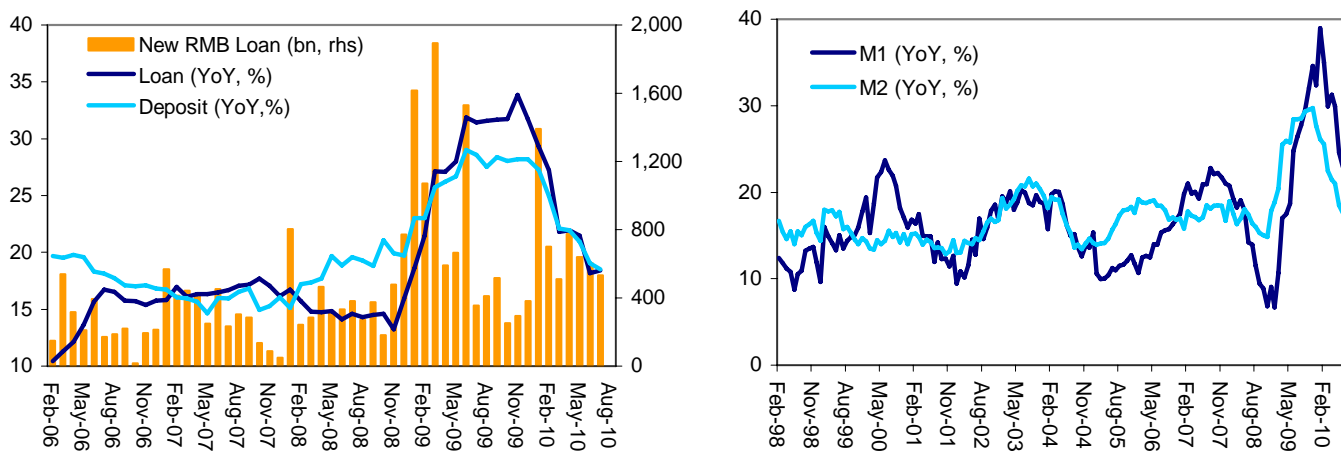 40
35
30
25
20
15
10
New RMB Loan (bn, rhs)
Loan (YoY, %)
Deposit (YoY,%)
2,000
1,600
1,200
800
400
0
Feb-06
May-06
Aug-06
Nov-06
Feb-07
May-07
Aug-07
Nov-07
Feb-08
May-08
Aug-08
Nov-08
Feb-09
May-09
Aug-09
Nov-09
Feb-10
May-10
Aug-10
40
30
20
10
0
M1 (YoY, %)
M2 (YoY, %)
Feb-98
Nov-98
Aug-99
May-00
Feb-01
Nov-01
Aug-02
May-03
Feb-04
Nov-04
Aug-05
May-06
Feb-07
Nov-07
Aug-08
May-09
Feb-10